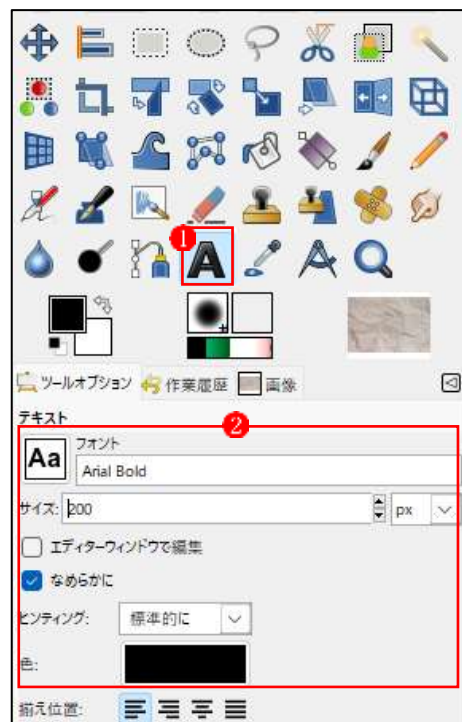 1
A
ツールオプション 作業履歴 画像
テキスト
2
Aa
フォント
Arial Bold
サイズ: 200 px
エディターウィンドウで編集
なめらかに
ヒンティング: 標準的に
色:
揃え位置: